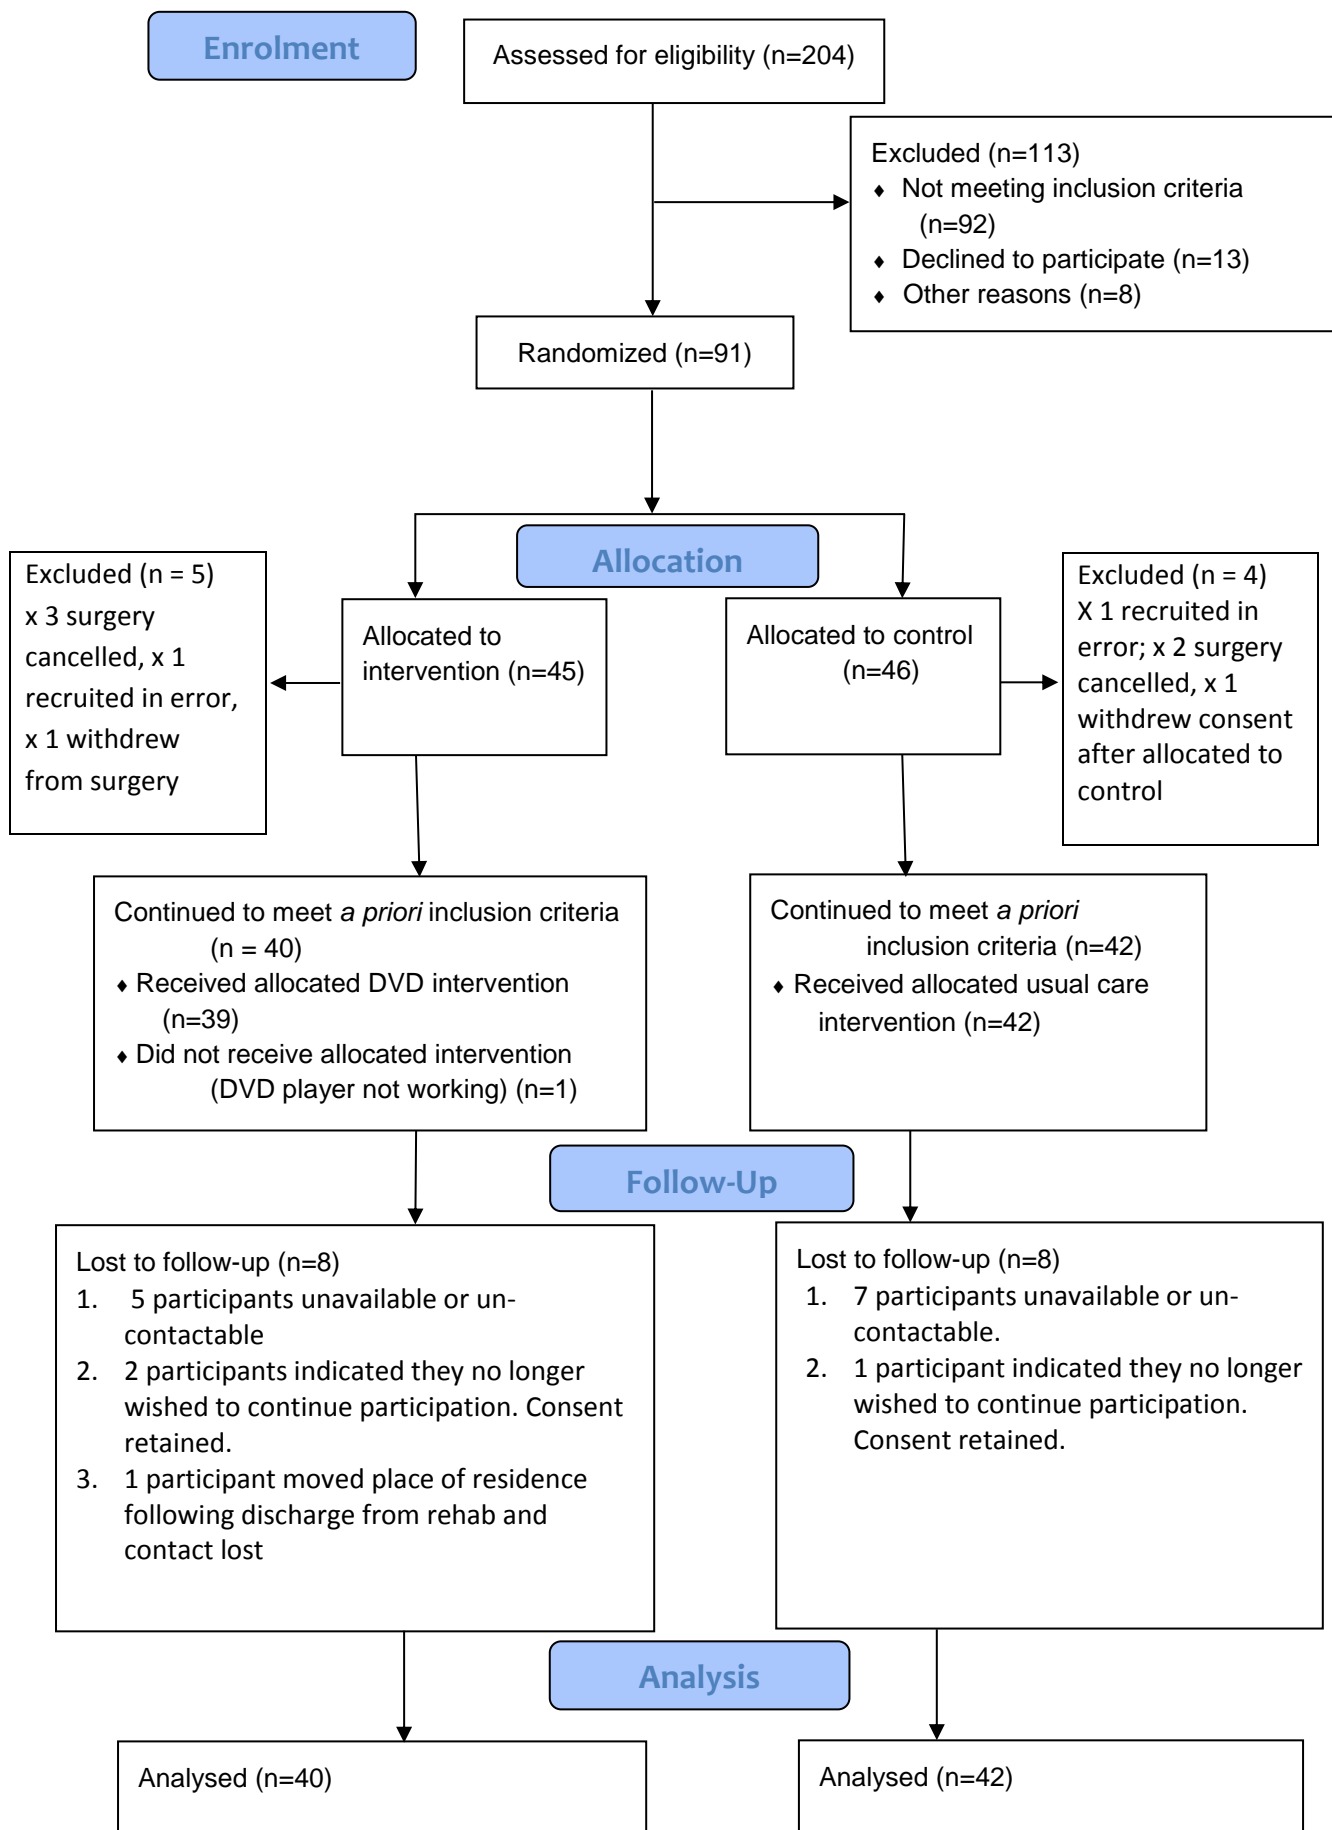 Enrolment
Assessed for eligibility (n=204)
Excluded (n=113)
♦ Not meeting inclusion criteria
(n=92)
♦ Declined to participate (n=13)
♦ Other reasons (n=8)
Randomized (n=91)
Allocation
Excluded (n = 5)
x 3 surgery
cancelled, x 1
recruited in error,
x 1 withdrew
from surgery
Allocated to
intervention (n=45)
Allocated to control
(n=46)
Excluded (n = 4)
X 1 recruited in
error; x 2 surgery
cancelled, x 1
withdrew consent
after allocated to
control
Continued to meet a priori inclusion criteria
(n = 40)
♦ Received allocated DVD intervention
(n=39)
♦ Did not receive allocated intervention
(DVD player not working) (n=1)
Continued to meet a priori
inclusion criteria (n=42)
♦ Received allocated usual care
intervention (n=42)
Follow-Up
Lost to follow-up (n=8)
1. 5 participants unavailable or un-
contactable
2. 2 participants indicated they no longer
wished to continue participation. Consent
retained.
3. 1 participant moved place of residence
following discharge from rehab and
contact lost
Lost to follow-up (n=8)
1. 7 participants unavailable or un-
contactable.
2. 1 participant indicated they no longer
wished to continue participation.
Consent retained.
Analysis
Analysed (n=40)
Analysed (n=42)